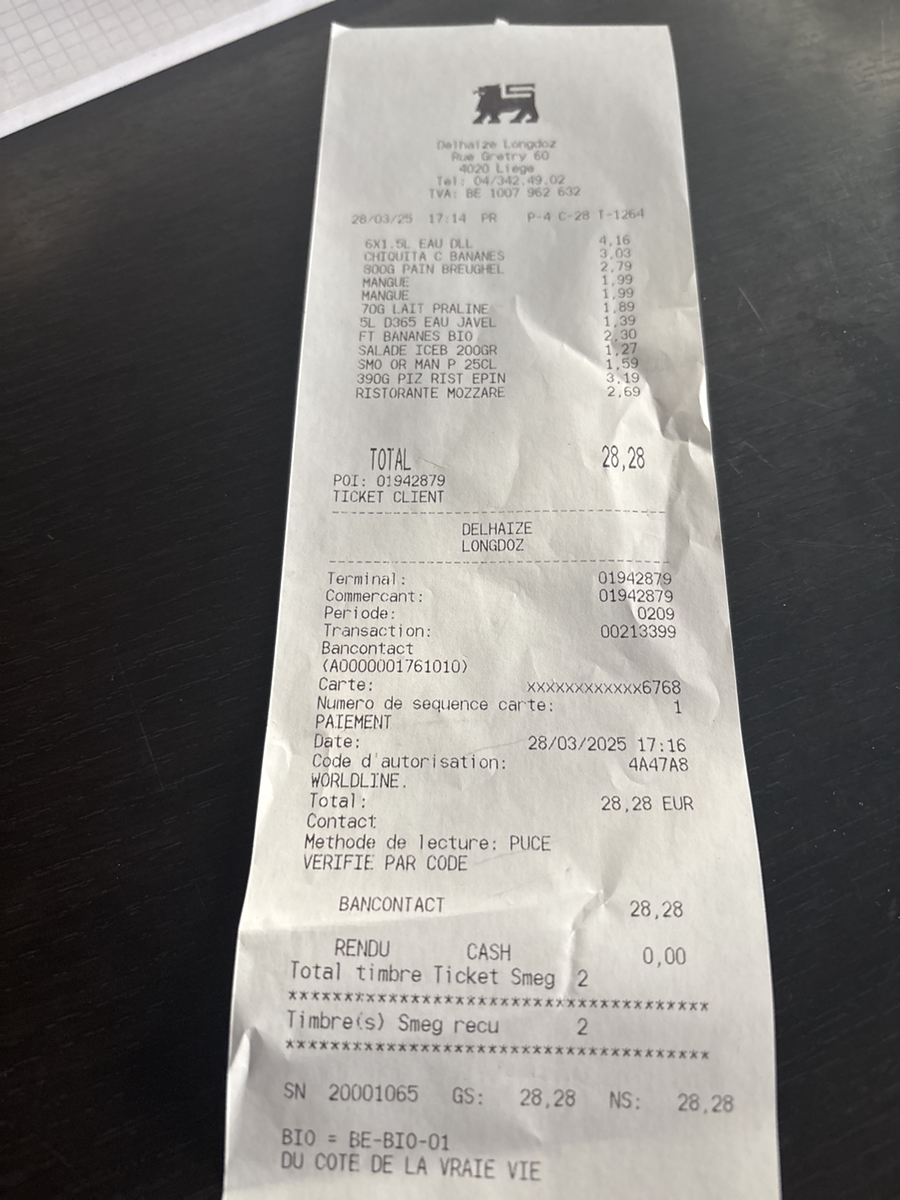 Delhaize Longdoz
Rue Gretry 60
4020 Liege
Tel: 04/342.49.02
TVA: BE 1007 962 632
28/03/25 17:14 PR P-4 C-28 T-1264
6X1.5L EAU DLL 4,16
CHIQUITA C BANANES 3,03
800G PAIN BREUGHEL 2,79
MANGUE 1,99
MANGUE 1,99
70G LAIT PRALINE 1,89
5L D365 EAU JAVEL 1,39
FT BANANES BIO 2,30
SALADE ICEB 200GR 1,27
SMO OR MAN P 25CL 1,59
390G PIZ RIST EPIN 3,19
RISTORANTE MOZZARE 2,69
TOTAL 28,28
POI: 01942879
TICKET CLIENT
DELHAIZE
LONGDOZ
Terminal: 01942879
Commercant: 01942879
Periode: 0209
Transaction: 00213399
Bancontact
(A0000001761010)
Carte: xxxxxxxxxxxx6768
Numero de sequence carte: 1
PAIEMENT
Date: 28/03/2025 17:16
Code d'autorisation: 4A47A8
WORLDLINE.
Total: 28,28 EUR
Contact
Methode de lecture: PUCE
VERIFIE PAR CODE
BANCONTACT 28,28
RENDU CASH 0,00
Total timbre Ticket Smeg 2
****************************************
Timbre(s) Smeg recu 2
****************************************
SN 20001065 GS: 28,28 NS: 28,28
BIO = BE-BIO-01
DU COTE DE LA VRAIE VIE